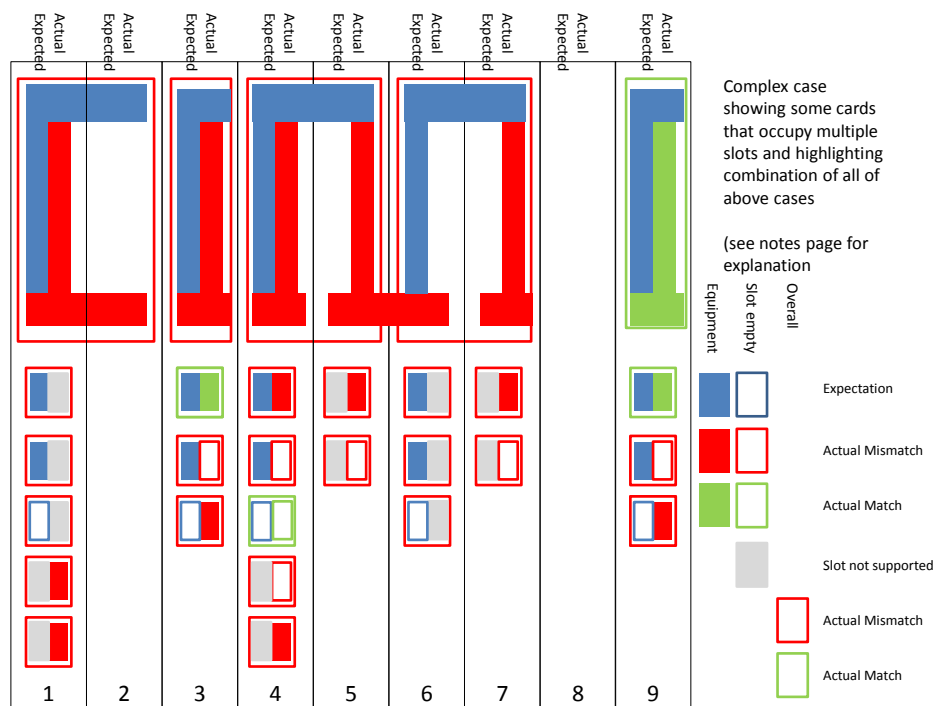 Actual
Expected
Actual
Expected
Actual
Expected
Actual
Expected
Actual
Expected
Actual
Expected
Actual
Expected
Actual
Expected
Actual
Expected
Complex case
showing some cards
that occupy multiple
slots and highlighting
combination of all of
above cases
(see notes page for
explanation
Overall
Slot empty
Equipment
Expectation
Actual Mismatch
Actual Match
Slot not supported
Actual Mismatch
Actual Match
1
2
3
4
5
6
7
8
9